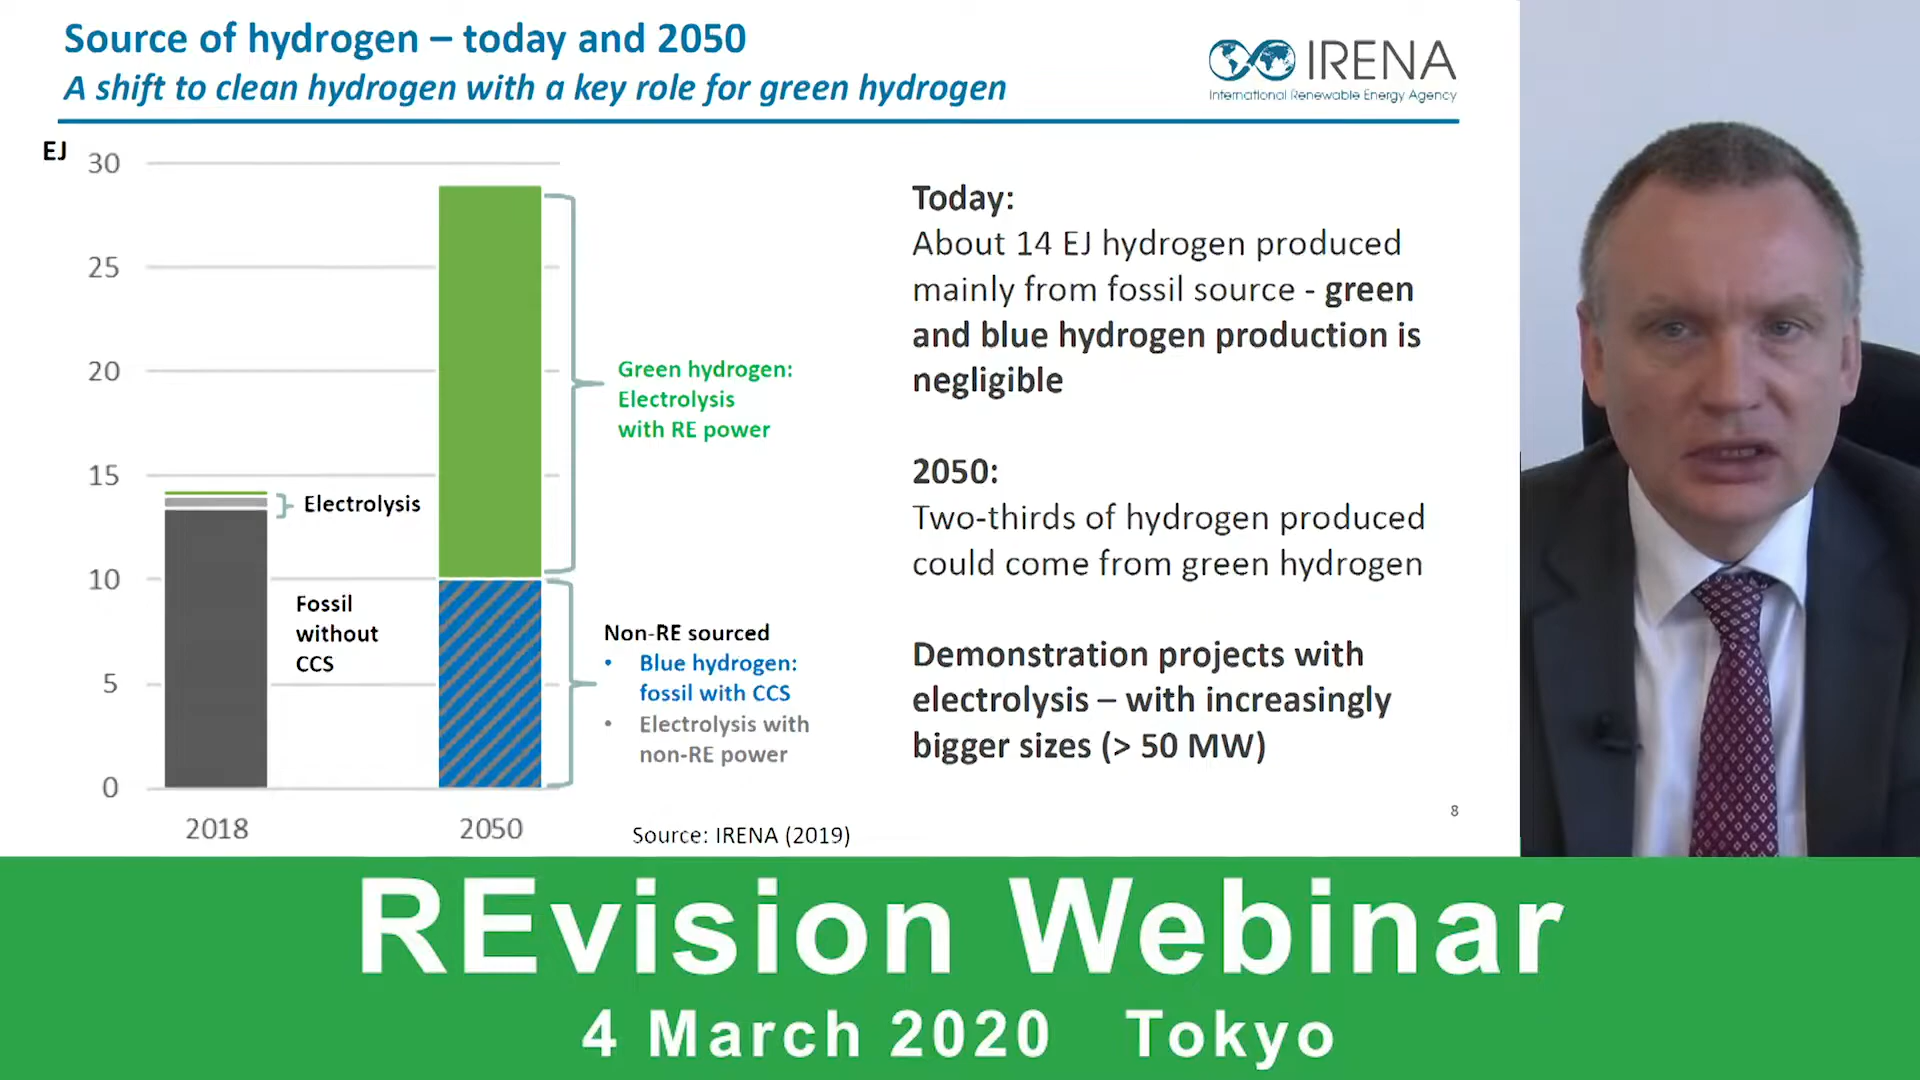 Source of hydrogen – today and 2050
A shift to clean hydrogen with a key role for green hydrogen
IRENA
International Renewable Energy Agency
EJ
30
25
20
15
10
5
0
2018
2050
Electrolysis
Fossil
without
CCS
Green hydrogen:
Electrolysis
with RE power
Non-RE sourced
• Blue hydrogen:
fossil with CCS
• Electrolysis with
non-RE power
Source: IRENA (2019)
Today:
About 14 EJ hydrogen produced
mainly from fossil source - green
and blue hydrogen production is
negligible
2050:
Two-thirds of hydrogen produced
could come from green hydrogen
Demonstration projects with
electrolysis – with increasingly
bigger sizes (> 50 MW)
8
REvision Webinar
4 March 2020 Tokyo